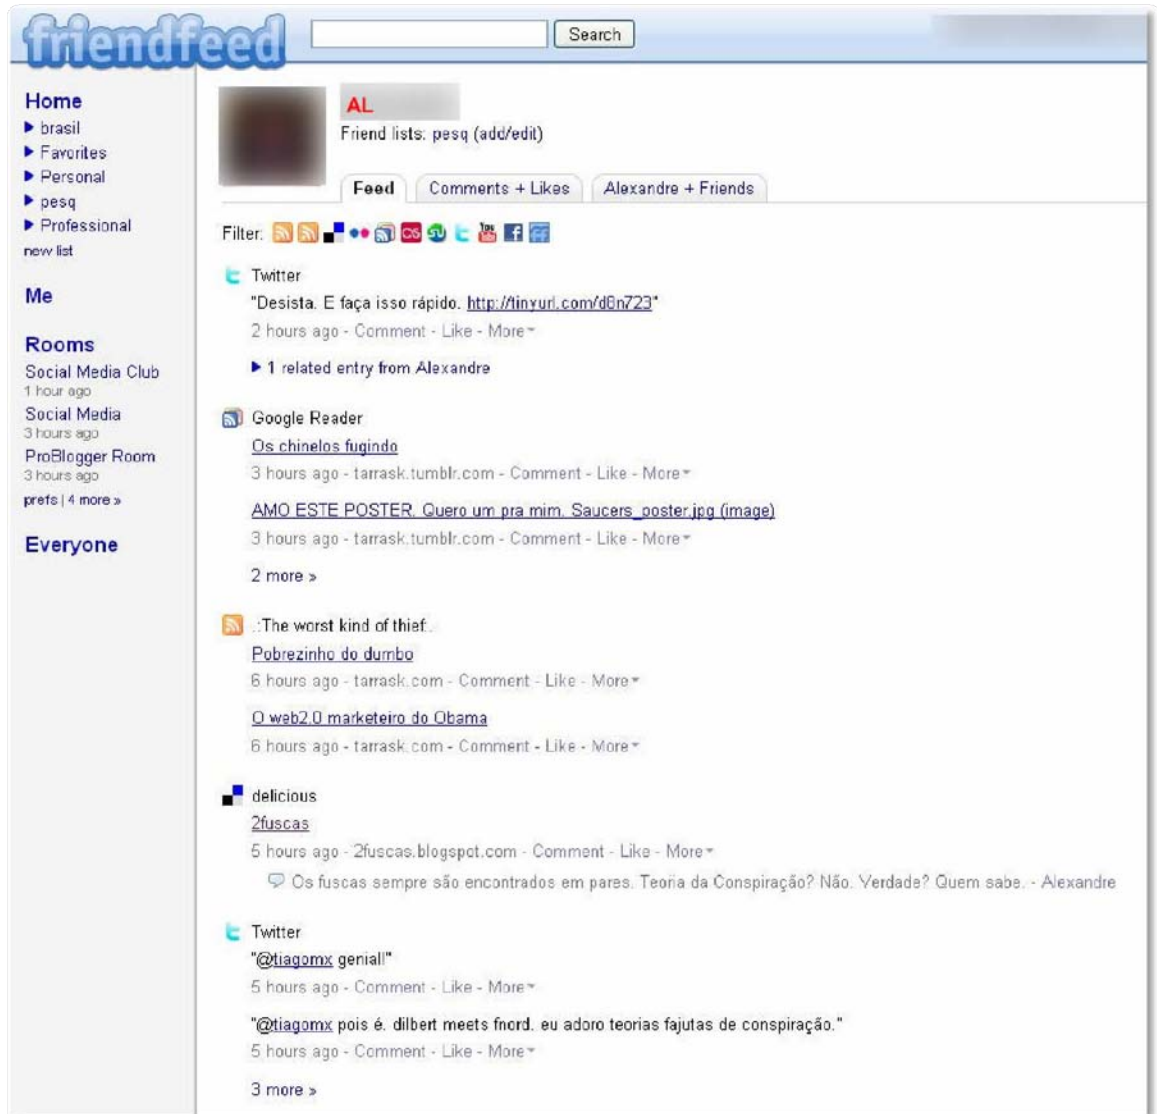 friendfeed
Search
Home
brasil
Favorites
Personal
pesq
Professional
new list
Me
Rooms
Social Media Club
1 hour ago
Social Media
3 hours ago
ProBlogger Room
3 hours ago
prefs | 4 more »
Everyone
AL
Friend lists: pesq (add/edit)
Feed Comments + Likes Alexandre + Friends
Filter:
Twitter
"Desista. E faça isso rápido. http://tinyurl.com/d8n723"
2 hours ago - Comment - Like - More
1 related entry from Alexandre
Google Reader
Os chinelos fugindo
3 hours ago - tarrask.tumblr.com - Comment - Like - More
AMO ESTE POSTER. Quero um pra mim. Saucers_poster.jpg (image)
3 hours ago - tarrask.tumblr.com - Comment - Like - More
2 more »
.:The worst kind of thief:.
Pobrezinho do dumbo
6 hours ago - tarrask.com - Comment - Like - More
O web2.0 marketeiro do Obama
6 hours ago - tarrask.com - Comment - Like - More
delicious
2fuscas
5 hours ago - 2fuscas.blogspot.com - Comment - Like - More
Os fuscas sempre são encontrados em pares. Teoria da Conspiração? Não. Verdade? Quem sabe. - Alexandre
Twitter
"@tiagomx genial!"
5 hours ago - Comment - Like - More
"@tiagomx pois é. dilbert meets fnord. eu adoro teorias fajutas de conspiração."
5 hours ago - Comment - Like - More
3 more »